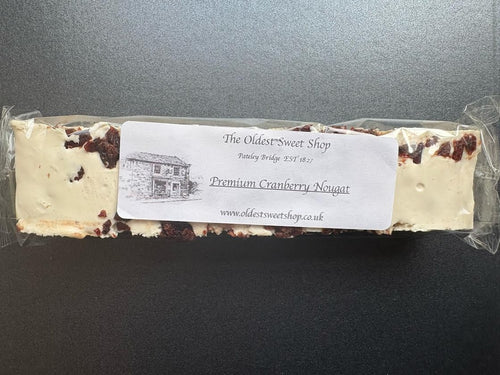 The Oldest Sweet Shop
Pateley Bridge EST 1827
Premium Cranberry Nougat
www.oldestsweetshop.co.uk